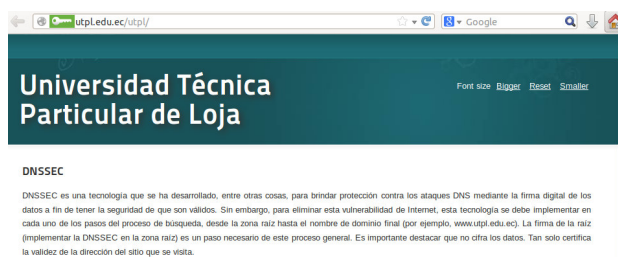 utpl.edu.ec/utpl/
Google
Universidad Técnica
Particular de Loja
Font size Bigger Reset Smaller
DNSSEC
DNSSEC es una tecnología que se ha desarrollado, entre otras cosas, para brindar protección contra los ataques DNS mediante la firma digital de los
datos a fin de tener la seguridad de que son válidos. Sin embargo, para eliminar esta vulnerabilidad de Internet, esta tecnología se debe implementar en
cada uno de los pasos del proceso de búsqueda, desde la zona raíz hasta el nombre de dominio final (por ejemplo, www.utpl.edu.ec). La firma de la raíz
(implementar la DNSSEC en la zona raíz) es un paso necesario de este proceso general. Es importante destacar que no cifra los datos. Tan solo certifica
la validez de la dirección del sitio que se visita.